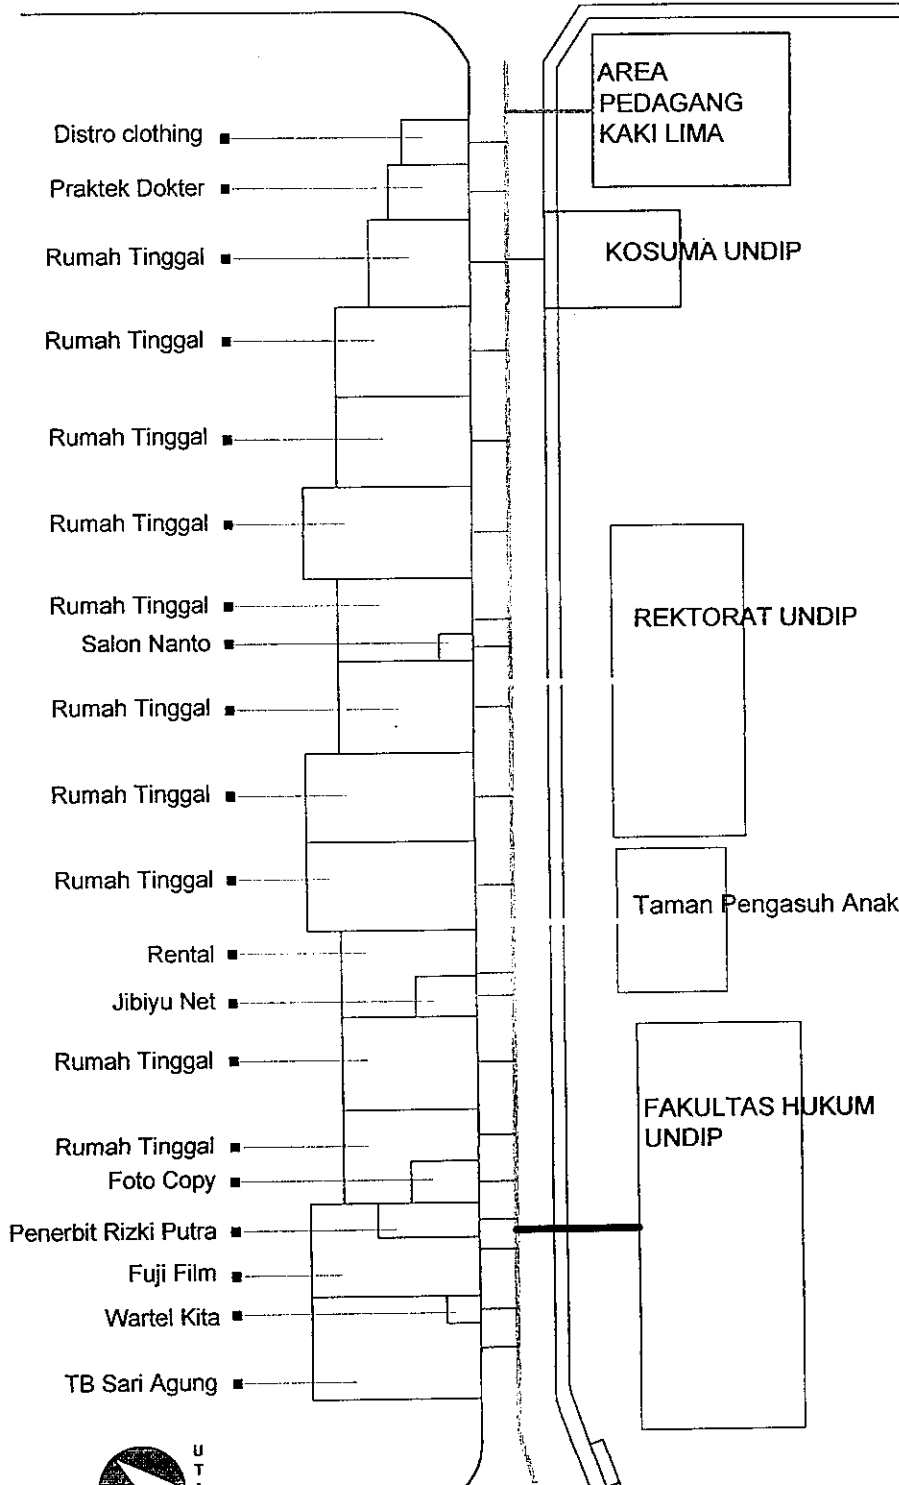 AREA
PEDAGANG
KAKI LIMA
Distro clothing
Praktek Dokter
Rumah Tinggal
KOSUMA UNDIP
Rumah Tinggal
Rumah Tinggal
Rumah Tinggal
Rumah Tinggal
REKTORAT UNDIP
Salon Nanto
Rumah Tinggal
Rumah Tinggal
Rumah Tinggal
Taman Pengasuh Anak
Rental
Jibiyu Net
Rumah Tinggal
FAKULTAS HUKUM
UNDIP
Rumah Tinggal
Foto Copy
Penerbit Rizki Putra
Fuji Film
Wartel Kita
TB Sari Agung
U
T